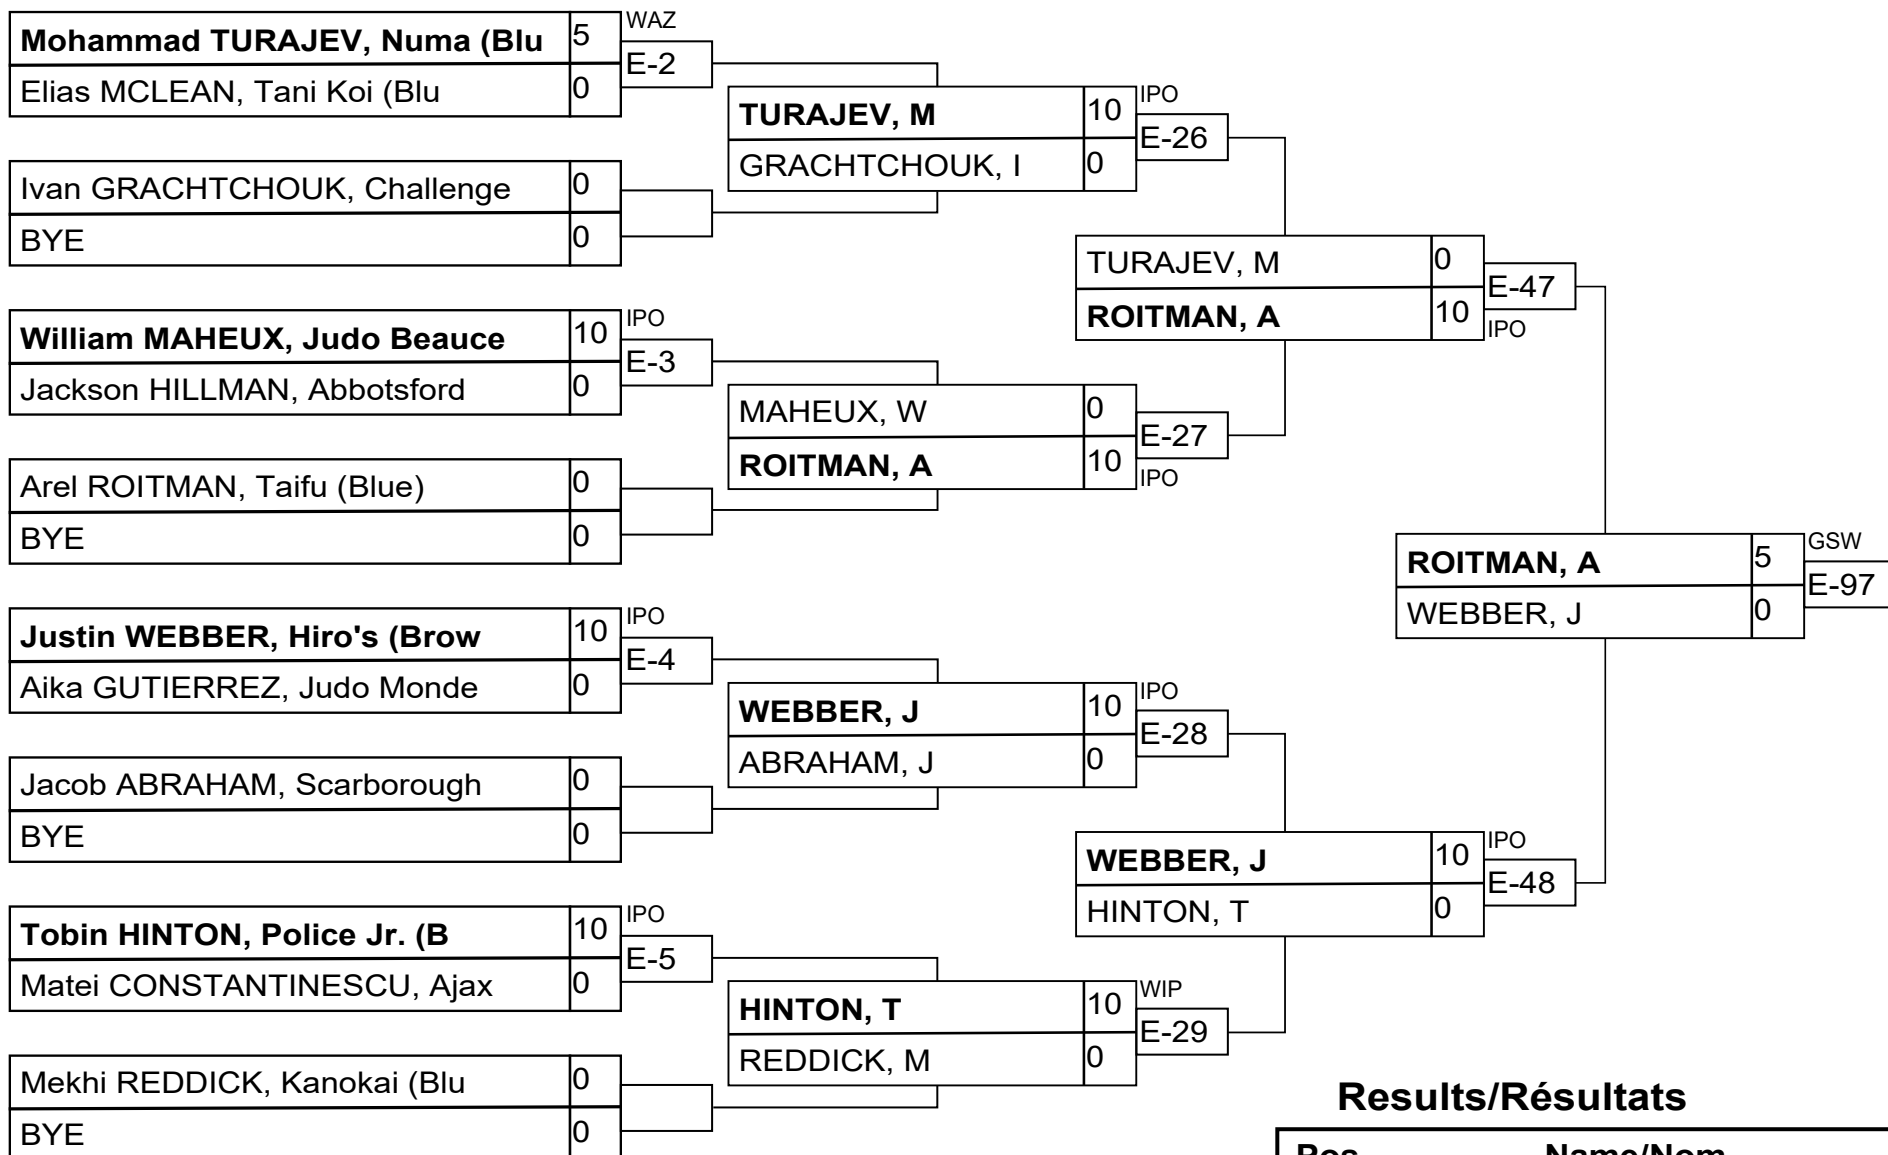 Mohammad TURAJEV, Numa (Blu 5 WAZ
E-2
Elias MCLEAN, Tani Koi (Blu 0
Ivan GRACHTCHOUK, Challenge 0
BYE 0
William MAHEUX, Judo Beauce 10 IPO
E-3
Jackson HILLMAN, Abbotsford 0
Arel ROITMAN, Taifu (Blue) 0
BYE 0
Justin WEBBER, Hiro's (Brow 10 IPO
E-4
Aika GUTIERREZ, Judo Monde 0
Jacob ABRAHAM, Scarborough 0
BYE 0
Tobin HINTON, Police Jr. (B 10 IPO
E-5
Matei CONSTANTINESCU, Ajax 0
Mekhi REDDICK, Kanokai (Blu 0
BYE 0
TURAJEV, M 10 IPO
E-26
GRACHTCHOUK, I 0
MAHEUX, W 0
E-27
ROITMAN, A 10 IPO
WEBBER, J 10 IPO
E-28
ABRAHAM, J 0
HINTON, T 10 WIP
E-29
REDDICK, M 0
TURAJEV, M 0
E-47
ROITMAN, A 10 IPO
WEBBER, J 10 IPO
E-48
HINTON, T 0
ROITMAN, A 5 GSW
E-97
WEBBER, J 0
Results/Résultats
Pos Name/Nom